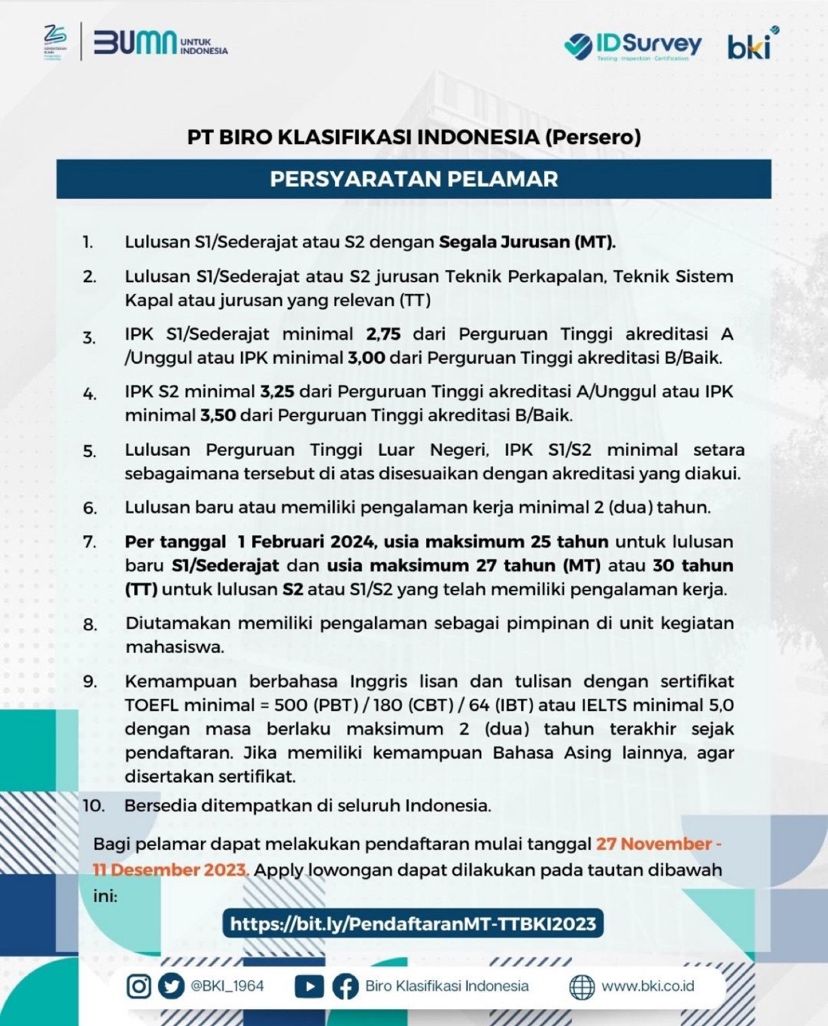 BUMN UNTUK
INDONESIA
IDSurvey
Testing · Inspection · Certification
bki
PT BIRO KLASIFIKASI INDONESIA (Persero)
PERSYARATAN PELAMAR
1. Lulusan S1/Sederajat atau S2 dengan Segala Jurusan (MT).
2. Lulusan S1/Sederajat atau S2 jurusan Teknik Perkapalan, Teknik Sistem
Kapal atau jurusan yang relevan (TT)
3. IPK S1/Sederajat minimal 2,75 dari Perguruan Tinggi akreditasi A
/Unggul atau IPK minimal 3,00 dari Perguruan Tinggi akreditasi B/Baik.
4. IPK S2 minimal 3,25 dari Perguruan Tinggi akreditasi A/Unggul atau IPK
minimal 3,50 dari Perguruan Tinggi akreditasi B/Baik.
5. Lulusan Perguruan Tinggi Luar Negeri, IPK S1/S2 minimal setara
sebagaimana tersebut di atas disesuaikan dengan akreditasi yang diakui.
6. Lulusan baru atau memiliki pengalaman kerja minimal 2 (dua) tahun.
7. Per tanggal 1 Februari 2024, usia maksimum 25 tahun untuk lulusan
baru S1/Sederajat dan usia maksimum 27 tahun (MT) atau 30 tahun
(TT) untuk lulusan S2 atau S1/S2 yang telah memiliki pengalaman kerja.
8. Diutamakan memiliki pengalaman sebagai pimpinan di unit kegiatan
mahasiswa.
9. Kemampuan berbahasa Inggris lisan dan tulisan dengan sertifikat
TOEFL minimal = 500 (PBT) / 180 (CBT) / 64 (IBT) atau IELTS minimal 5,0
dengan masa berlaku maksimum 2 (dua) tahun terakhir sejak
pendaftaran. Jika memiliki kemampuan Bahasa Asing lainnya, agar
disertakan sertifikat.
10. Bersedia ditempatkan di seluruh Indonesia.
Bagi pelamar dapat melakukan pendaftaran mulai tanggal 27 November -
11 Desember 2023. Apply lowongan dapat dilakukan pada tautan dibawah
ini:
https://bit.ly/PendaftaranMT-TTBKI2023
@BKI_1964 Biro Klasifikasi Indonesia www.bki.co.id